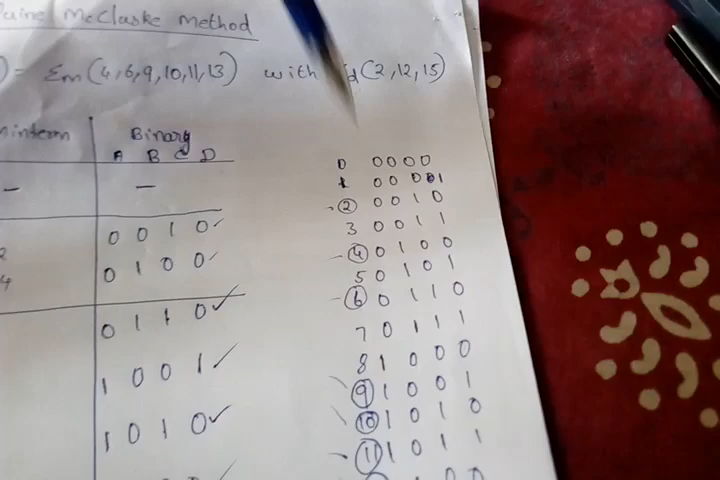 Quine McCluske method
) = Σm(4,6,9,10,11,13) with Σd(2,12,15)
Minterm Binary
A B C D
— —
2 0 0 1 0 ✓
4 0 1 0 0 ✓
0 1 1 0 ✓
1 0 0 1 ✓
1 0 1 0 ✓
0 0 0 0 0
1 0 0 0 1
2 0 0 1 0
3 0 0 1 1
4 0 1 0 0
5 0 1 0 1
6 0 1 1 0
7 0 1 1 1
8 1 0 0 0
9 1 0 0 1
10 1 0 1 0
11 1 0 1 1